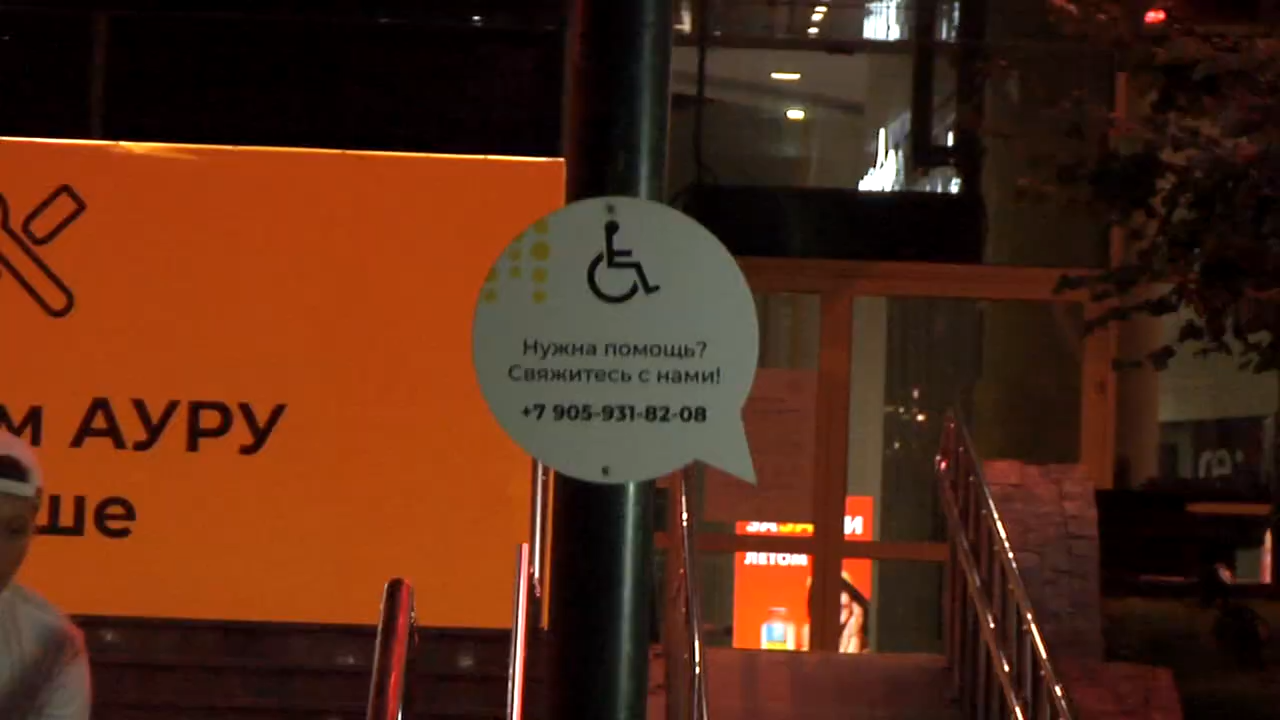 м АУРУ
ше
Нужна помощь?
Свяжитесь с нами!
+7 905-931-82-08
ЛЕТОМ